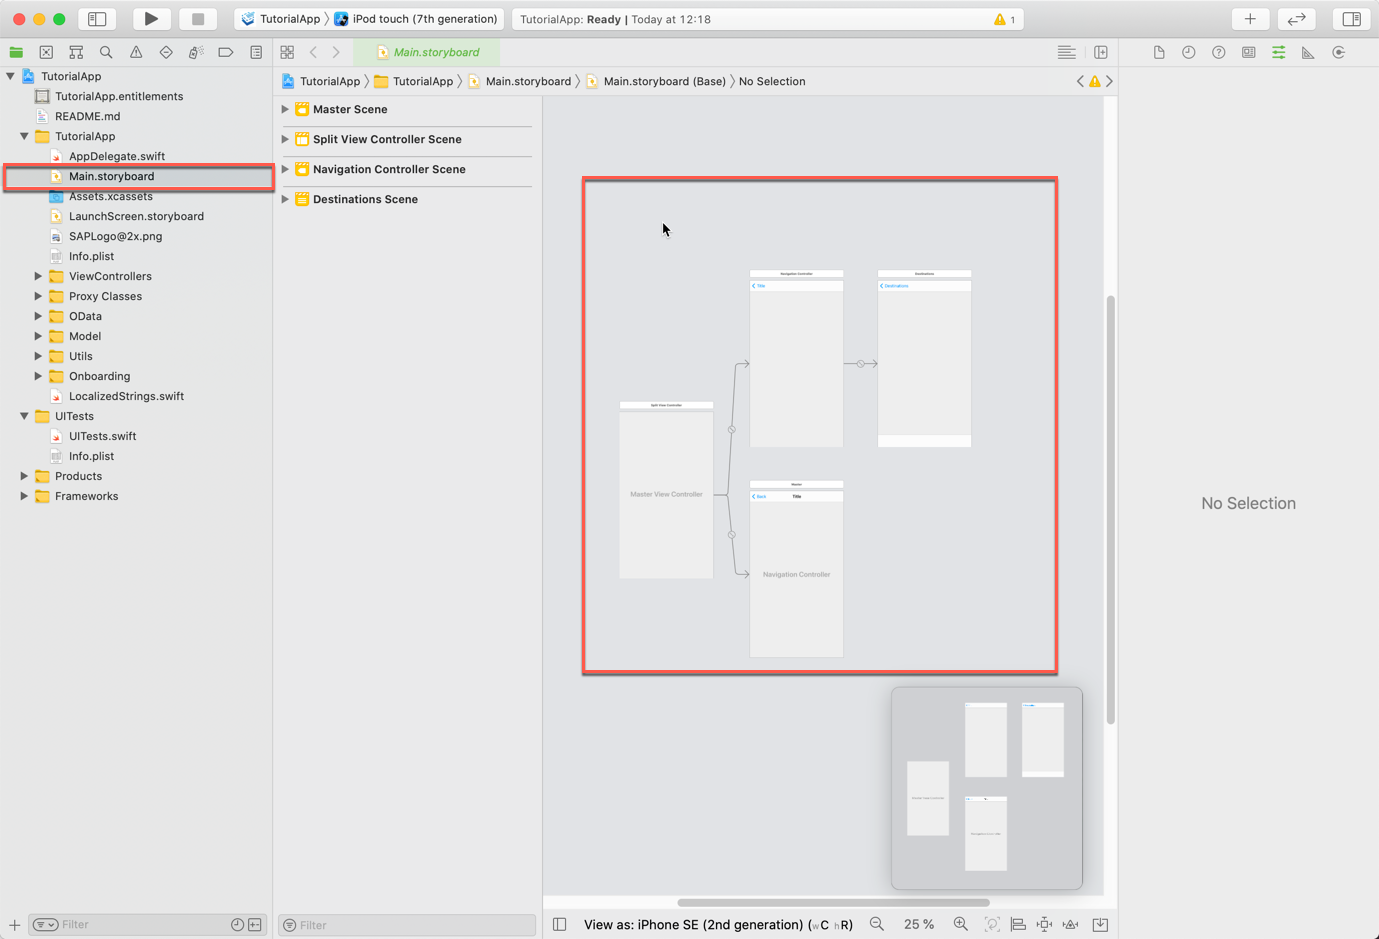 TutorialApp
iPod touch (7th generation)
TutorialApp: Ready | Today at 12:18
1
Main.storyboard
TutorialApp
TutorialApp
Main.storyboard
Main.storyboard (Base)
No Selection
TutorialApp
TutorialApp.entitlements
README.md
TutorialApp
AppDelegate.swift
Main.storyboard
Assets.xcassets
LaunchScreen.storyboard
SAPLogo@2x.png
Info.plist
ViewControllers
Proxy Classes
OData
Model
Utils
Onboarding
LocalizedStrings.swift
UITests
UITests.swift
Info.plist
Products
Frameworks
Filter
Master Scene
Split View Controller Scene
Navigation Controller Scene
Destinations Scene
Filter
Navigation Controller
Title
Destinations
Destinations
Split View Controller
Master View Controller
Master
Back
Title
Navigation Controller
View as: iPhone SE (2nd generation) (wC hR)
25 %
No Selection